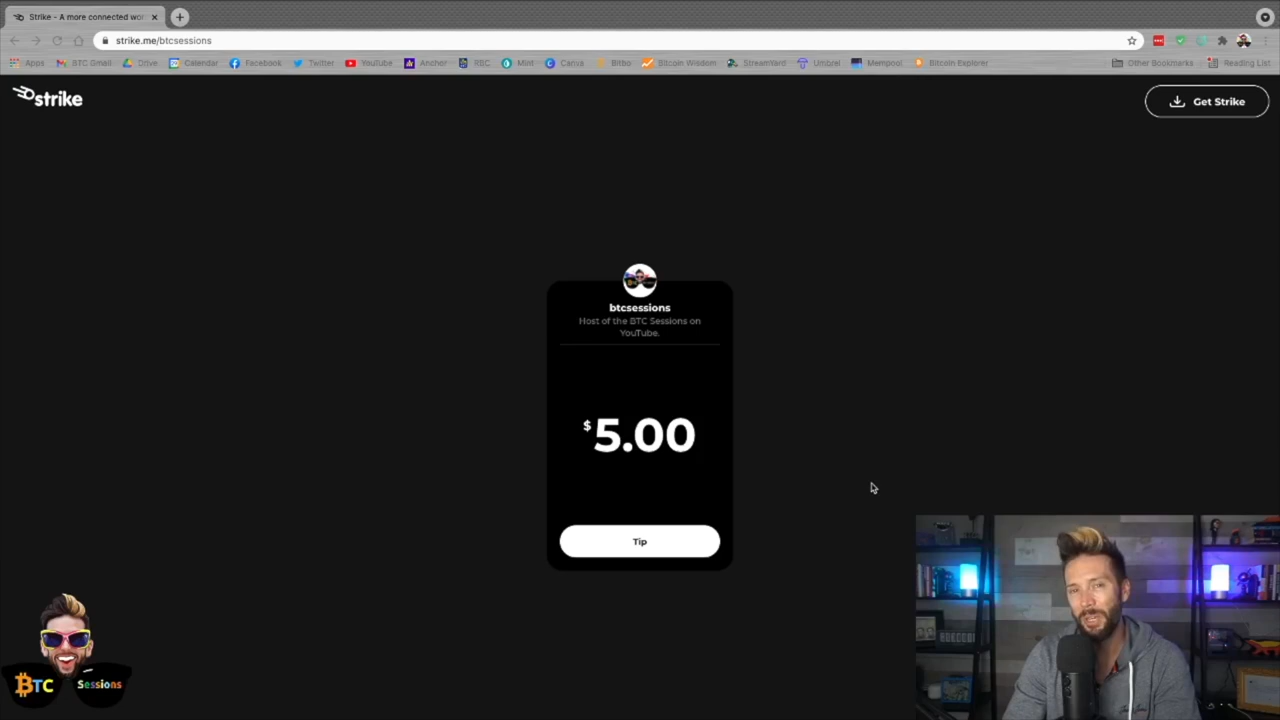 Strike - A more connected wo
strike.me/btcsessions
Apps BTC Gmail Drive Calendar Facebook Twitter YouTube Anchor RBC Mint Canva Bitbo Bitcoin Wisdom StreamYard Umbrel Mempool Bitcoin Explorer Other Bookmarks Reading List
strike
Get Strike
btcsessions
Host of the BTC Sessions on
YouTube.
$5.00
Tip
BTC Sessions